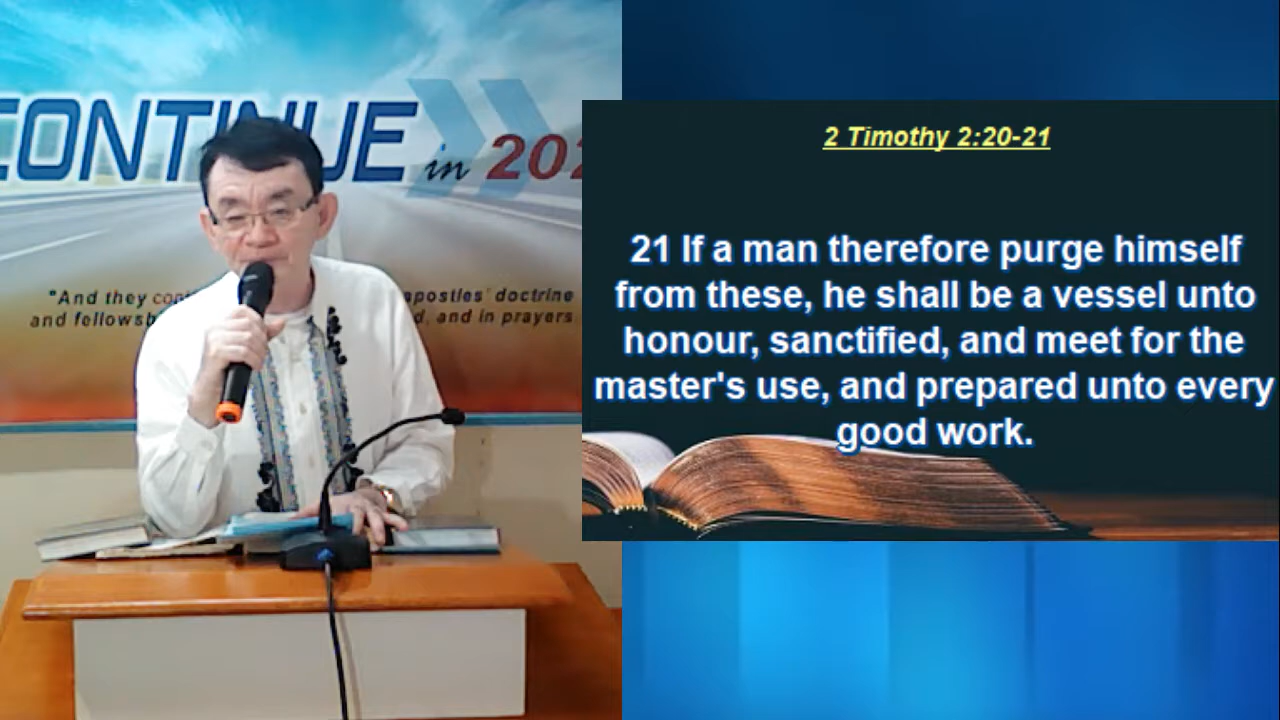 CONTINUE
in 202
"And they
apostles' doctrine
and
d, and in prayers
2 Timothy 2:20-21
21 If a man therefore purge himself
from these, he shall be a vessel unto
honour, sanctified, and meet for the
master's use, and prepared unto every
good work.